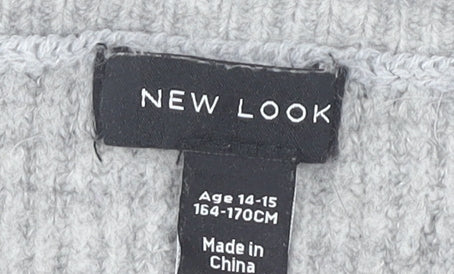 NEW LOOK
Age 14-15
164-170CM
Made in
China